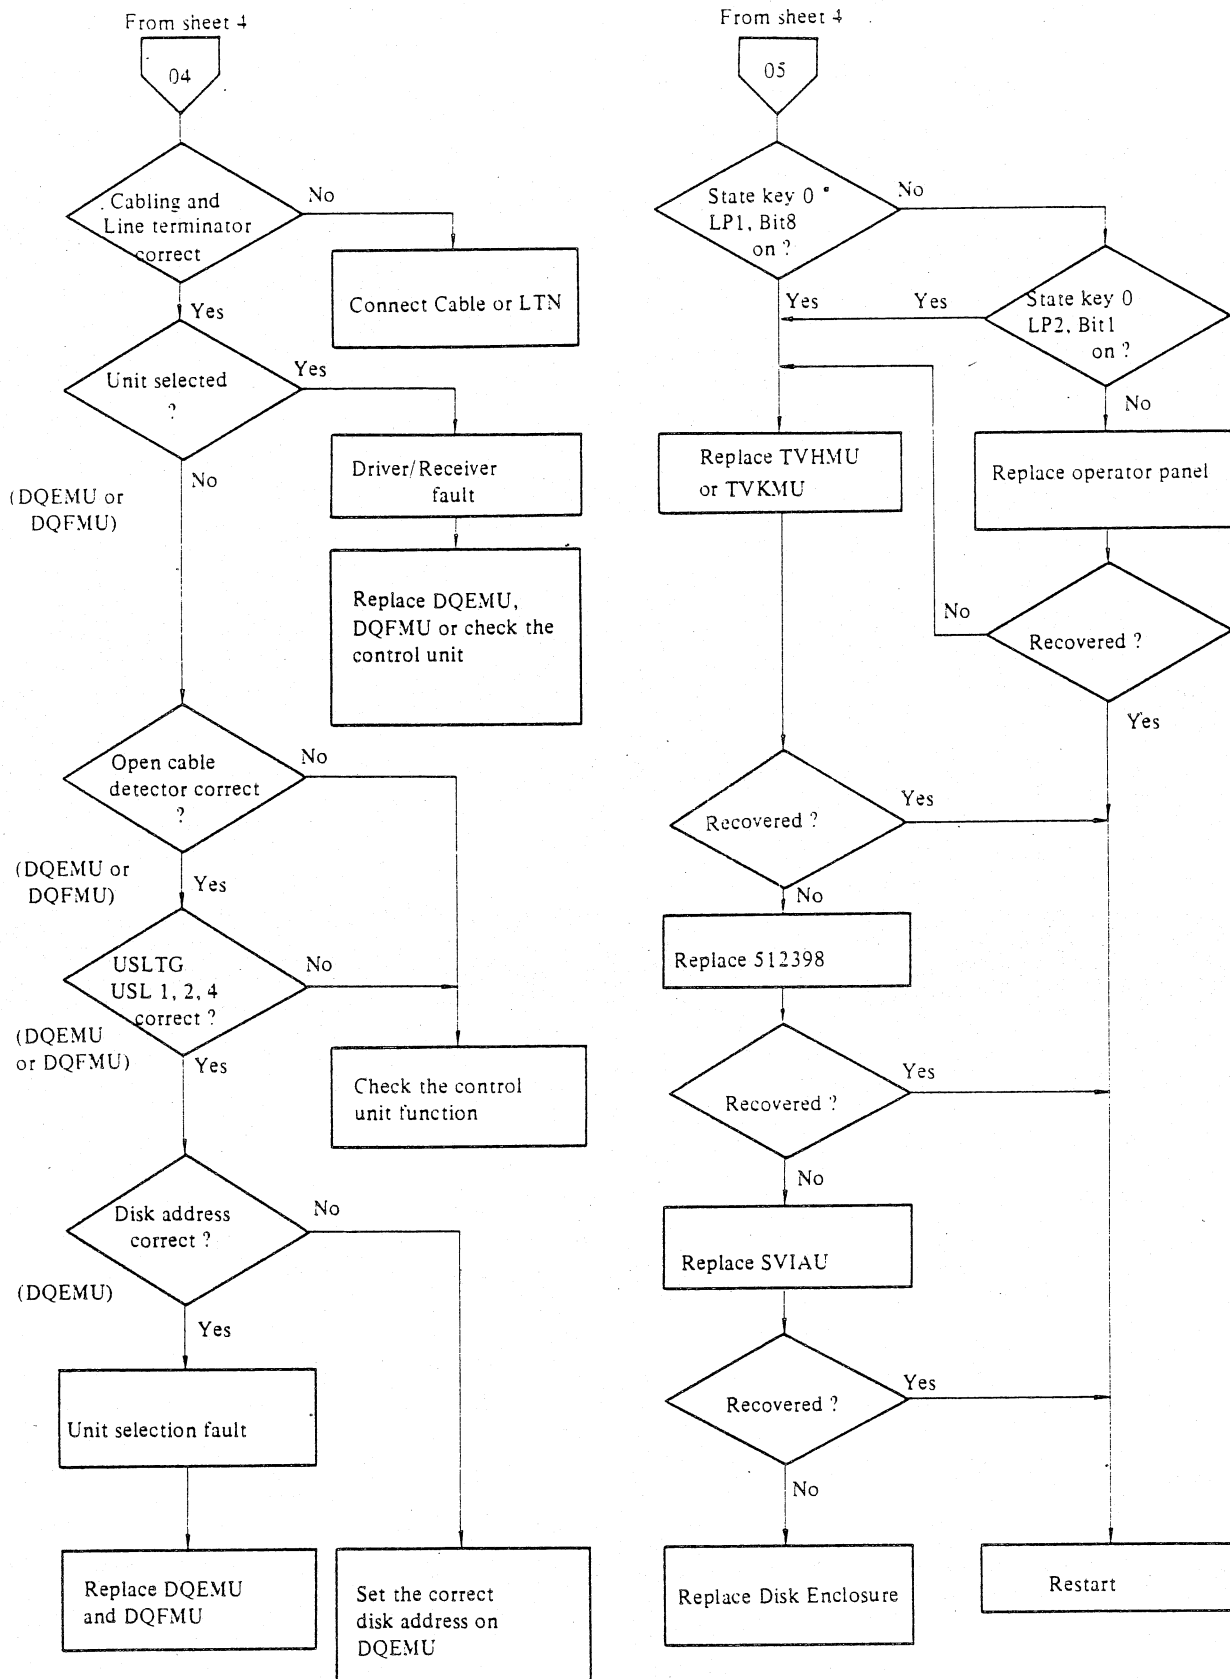 From sheet 4
04
Cabling and
Line terminator
correct
No
Connect Cable or LTN
Yes
Unit selected
?
Yes
Driver/Receiver
fault
Replace DQEMU,
DQFMU or check the
control unit
No
(DQEMU or
DQFMU)
Open cable
detector correct
?
No
(DQEMU or
DQFMU)
Yes
USLTG
USL 1, 2, 4
correct ?
No
(DQEMU
or DQFMU)
Yes
Check the control
unit function
Disk address
correct ?
No
(DQEMU)
Yes
Unit selection fault
Replace DQEMU
and DQFMU
Set the correct
disk address on
DQEMU
From sheet 4
05
State key 0
LP1, Bit8
on ?
No
Yes
Yes
State key 0
LP2, Bit1
on ?
No
Replace TVHMU
or TVKMU
Replace operator panel
No
Recovered ?
Yes
Recovered ?
Yes
No
Replace 512398
Recovered ?
Yes
No
Replace SVIAU
Recovered ?
Yes
No
Replace Disk Enclosure
Restart